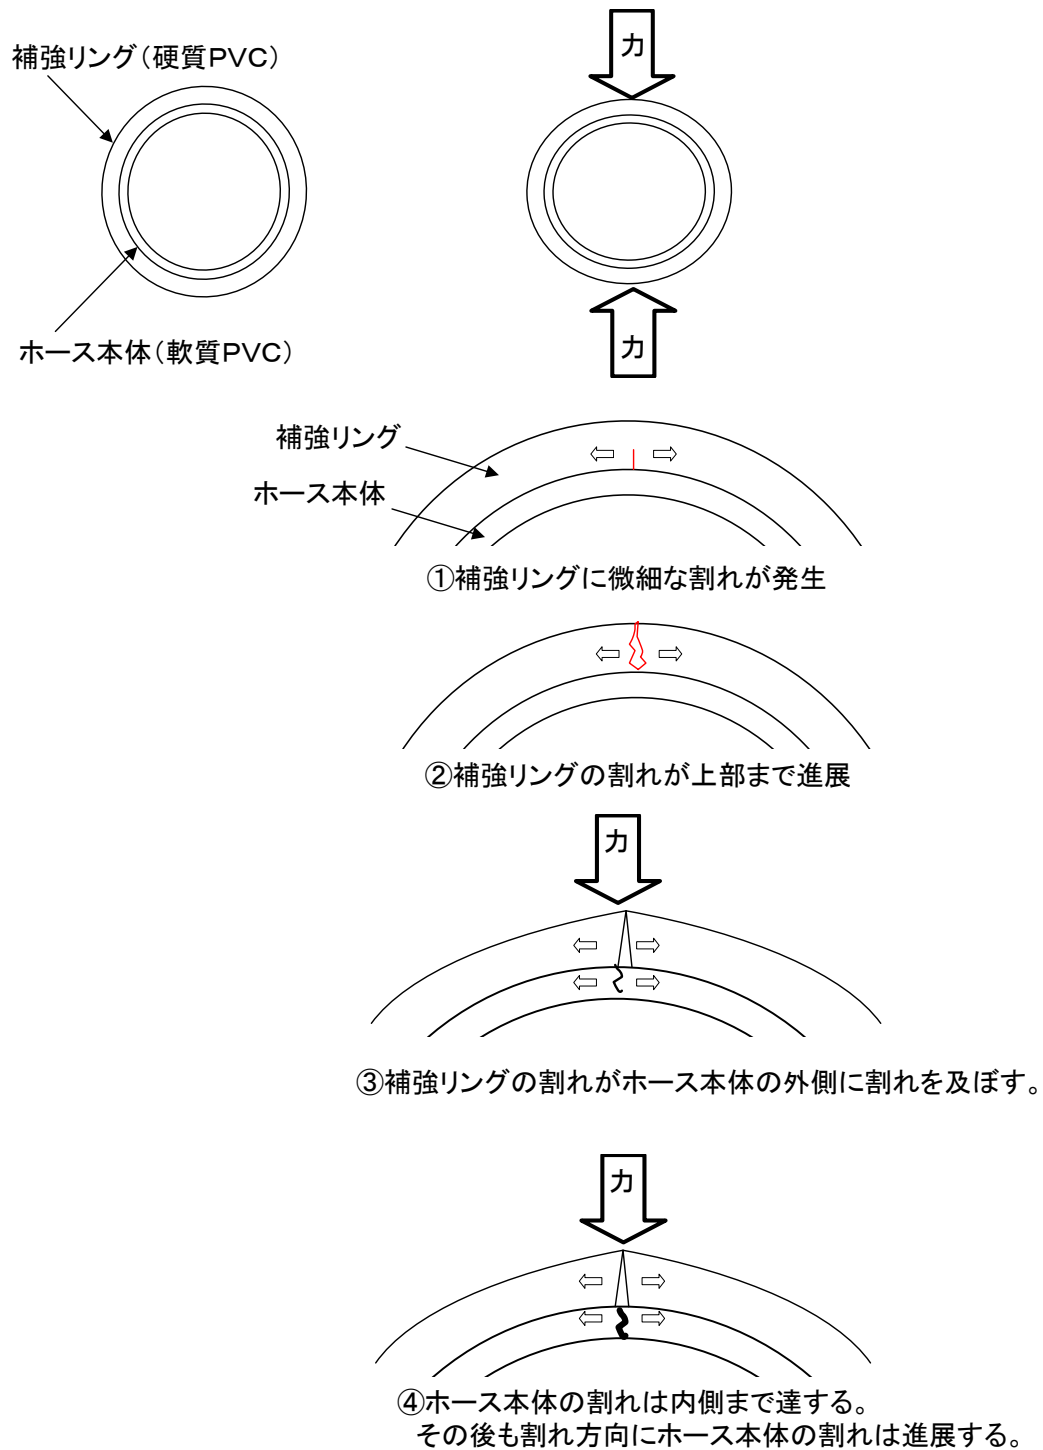 補強リング（硬質PVC）
力
ホース本体（軟質PVC）
力
補強リング
ホース本体
①補強リングに微細な割れが発生
②補強リングの割れが上部まで進展
力
③補強リングの割れがホース本体の外側に割れを及ぼす。
力
④ホース本体の割れは内側まで達する。
その後も割れ方向にホース本体の割れは進展する。